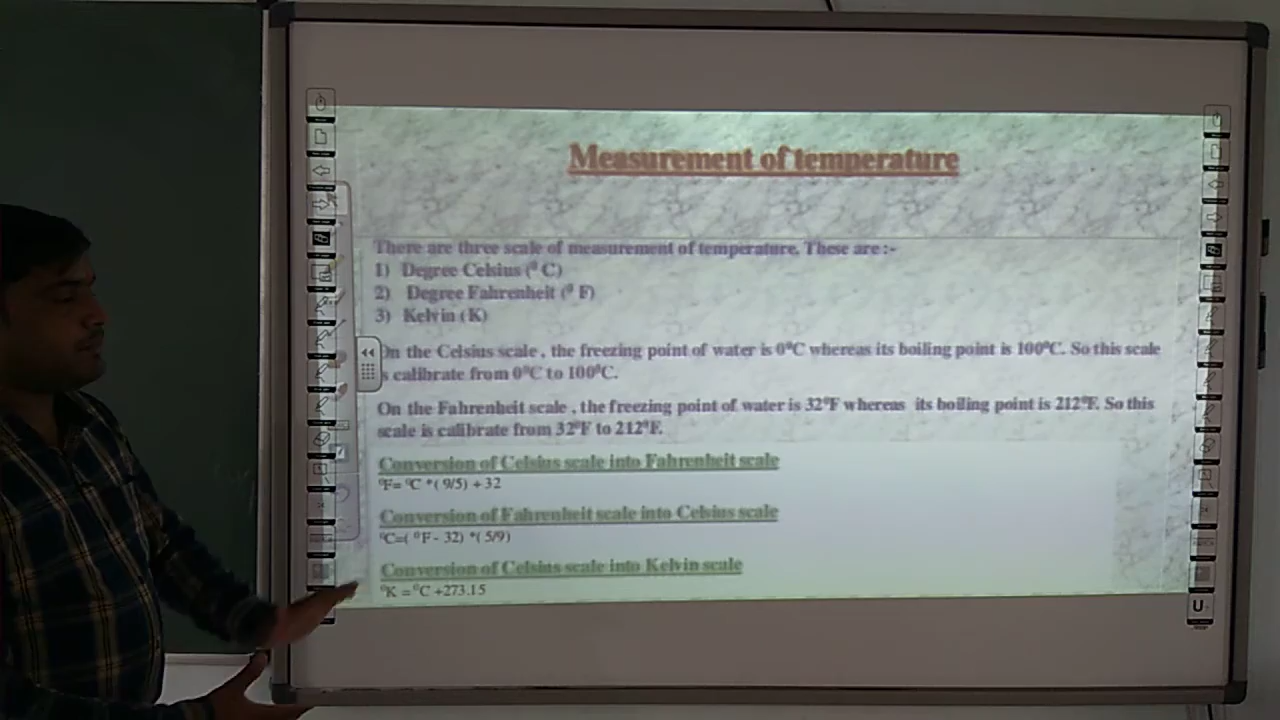 Measurement of temperature
There are three scale of measurement of temperature. These are :-
1) Degree Celsius (⁰ C)
2) Degree Fahrenheit (⁰ F)
3) Kelvin (K)
On the Celsius scale , the freezing point of water is 0⁰C whereas its boiling point is 100⁰C. So this scale
s calibrate from 0⁰C to 100⁰C.
On the Fahrenheit scale , the freezing point of water is 32⁰F whereas its boiling point is 212⁰F. So this
scale is calibrate from 32⁰F to 212⁰F.
Conversion of Celsius scale into Fahrenheit scale
⁰F= ⁰C *( 9/5) + 32
Conversion of Fahrenheit scale into Celsius scale
⁰C=( ⁰F - 32) *( 5/9)
Conversion of Celsius scale into Kelvin scale
⁰K = ⁰C +273.15
U